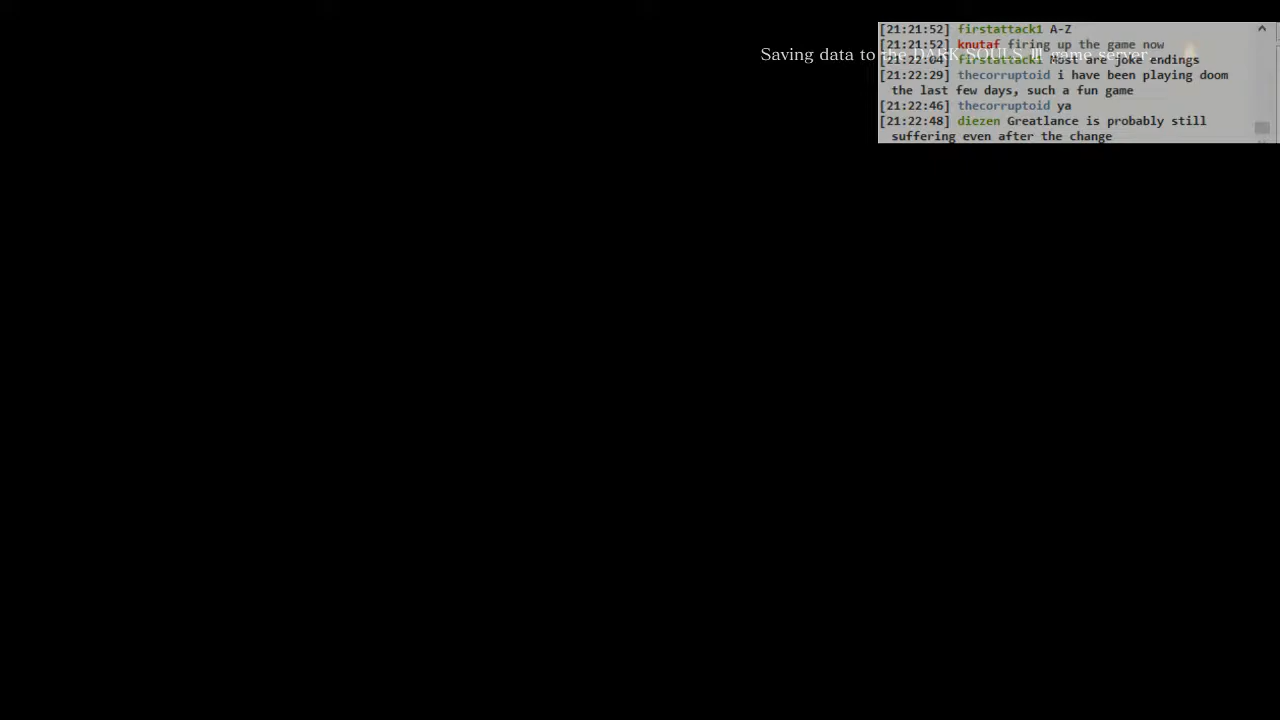 [21:21:52] firstattack1 A-Z
[21:21:52] knutaf firing up the game now
Saving data to the DARK SOULS III game server
[21:22:04] firstattack1 Most are joke endings
[21:22:29] thecorruptoid i have been playing doom
the last few days, such a fun game
[21:22:46] thecorruptoid ya
[21:22:48] diezen Greatlance is probably still
suffering even after the change